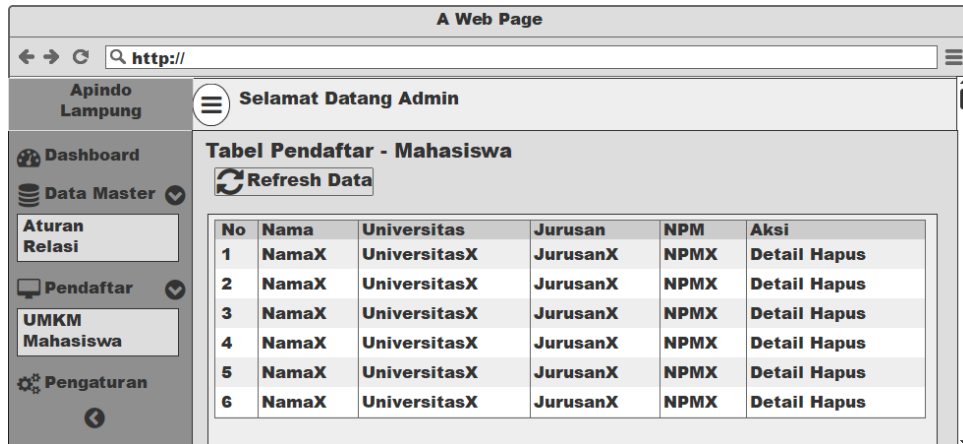 A Web Page
http://
Apindo
Lampung
Selamat Datang Admin
Dashboard
Data Master
Aturan
Relasi
Pendaftar
UMKM
Mahasiswa
Pengaturan
Tabel Pendaftar - Mahasiswa
Refresh Data
No Nama Universitas Jurusan NPM Aksi
1 NamaX UniversitasX JurusanX NPMX Detail Hapus
2 NamaX UniversitasX JurusanX NPMX Detail Hapus
3 NamaX UniversitasX JurusanX NPMX Detail Hapus
4 NamaX UniversitasX JurusanX NPMX Detail Hapus
5 NamaX UniversitasX JurusanX NPMX Detail Hapus
6 NamaX UniversitasX JurusanX NPMX Detail Hapus